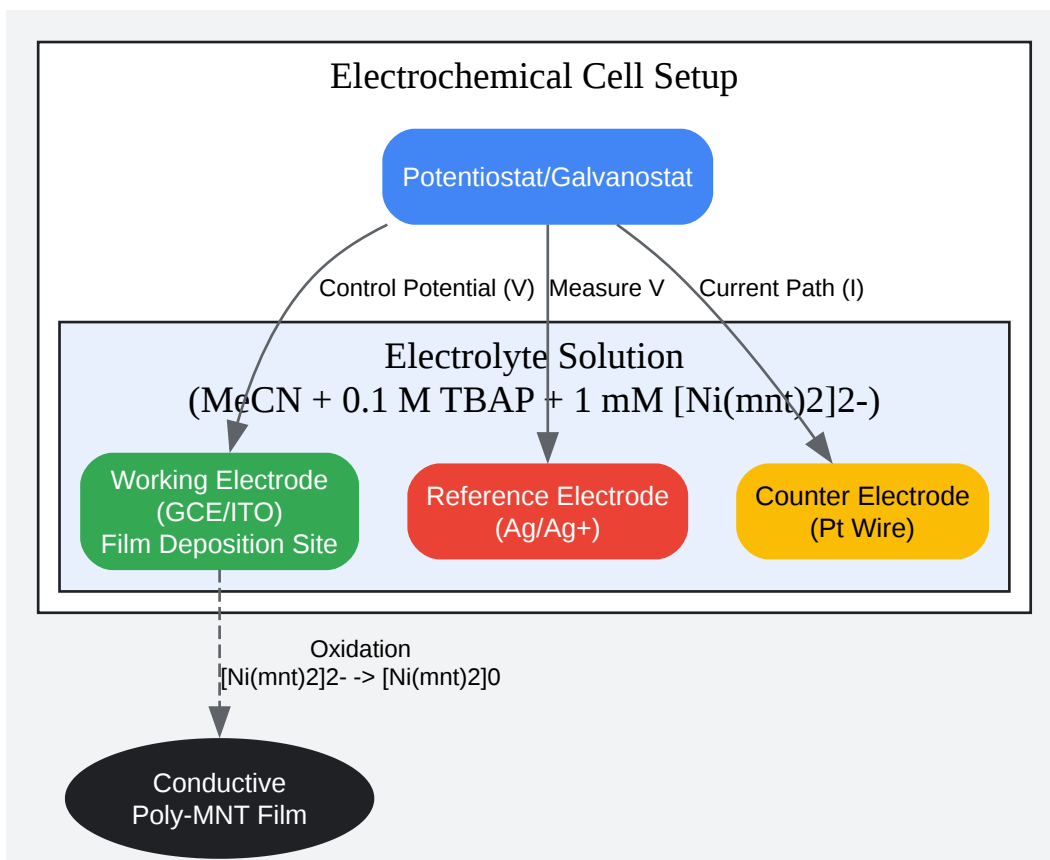 Electrochemical Cell Setup
Potentiostat/Galvanostat
Control Potential (V)
Measure V
Current Path (I)
Electrolyte Solution
(MeCN + 0.1 M TBAP + 1 mM [Ni(mnt)2]2-)
Working Electrode
(GCE/ITO)
Film Deposition Site
Reference Electrode
(Ag/Ag+)
Counter Electrode
(Pt Wire)
Oxidation
[Ni(mnt)2]2- -> [Ni(mnt)2]0
Conductive
Poly-MNT Film